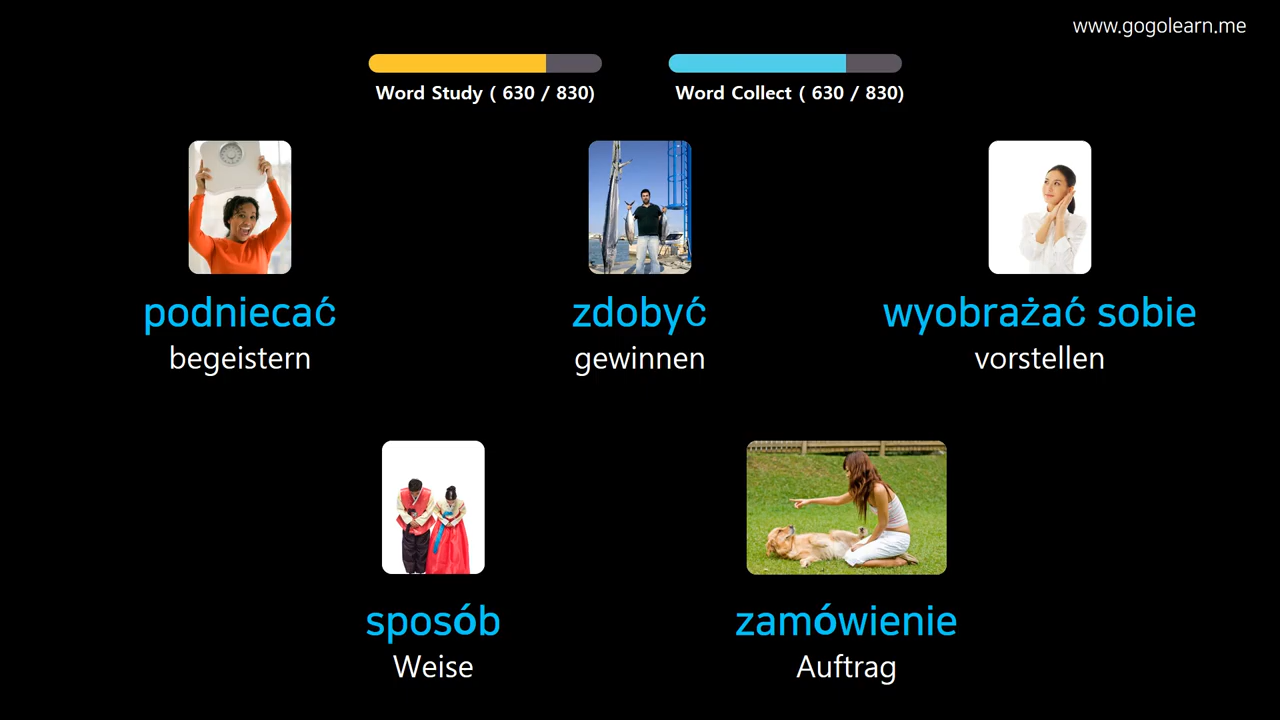 www.gogolearn.me
Word Study ( 630 / 830)
Word Collect ( 630 / 830)
podniecać
begeistern
zdobyć
gewinnen
wyobrażać sobie
vorstellen
sposób
Weise
zamówienie
Auftrag